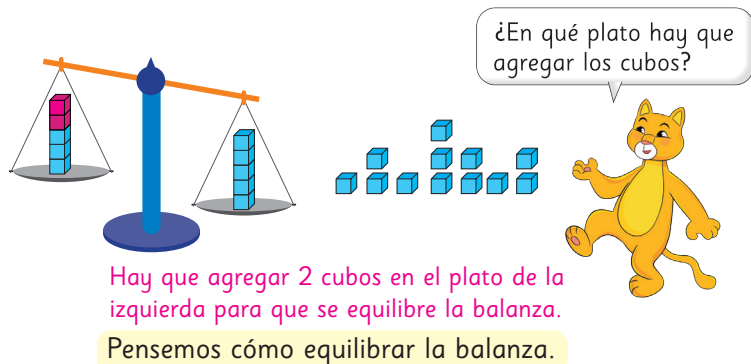 ¿En qué plato hay que
agregar los cubos?
Hay que agregar 2 cubos en el plato de la
izquierda para que se equilibre la balanza.
Pensemos cómo equilibrar la balanza.